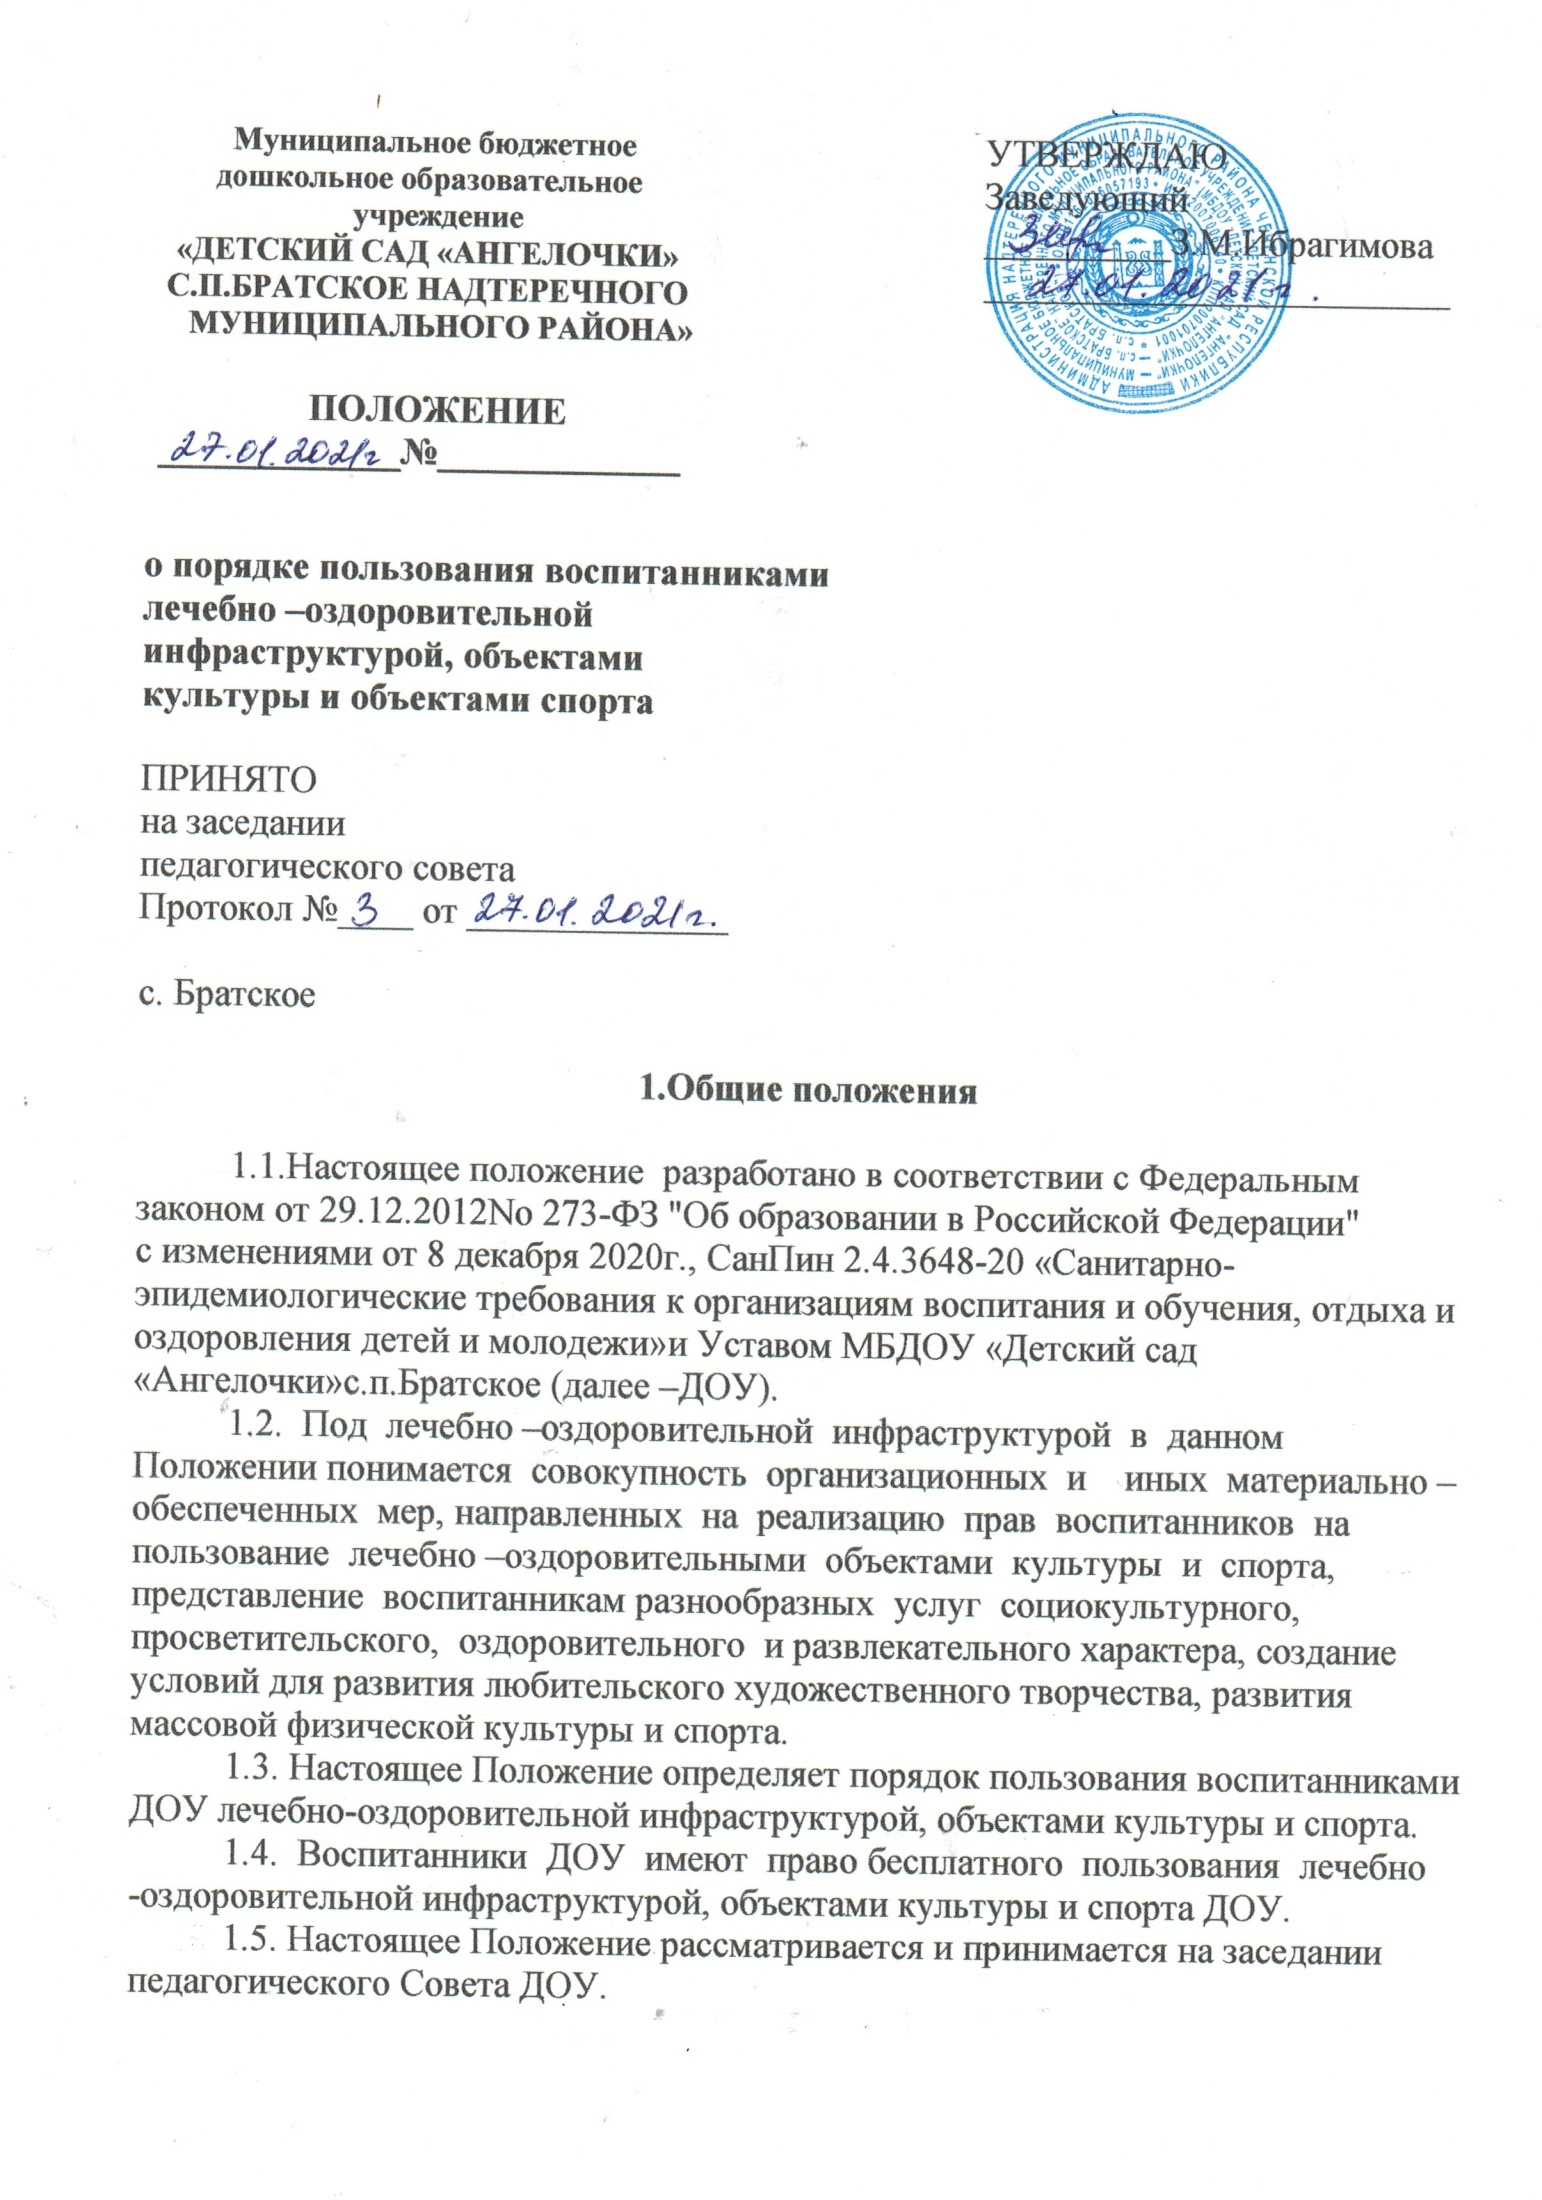 Муниципальное бюджетное
дошкольное образовательное
учреждение
«ДЕТСКИЙ САД «АНГЕЛОЧКИ»
С.П.БРАТСКОЕ НАДТЕРЕЧНОГО
МУНИЦИПАЛЬНОГО РАЙОНА»
УТВЕРЖДАЮ
Заведующий
З.М.Ибрагимова
27.01.2021г.
ПОЛОЖЕНИЕ
27.01.2021г №
о порядке пользования воспитанниками
лечебно –оздоровительной
инфраструктурой, объектами
культуры и объектами спорта
ПРИНЯТО
на заседании
педагогического совета
Протокол № 3 от 27.01.2021г.
с. Братское
1.Общие положения
1.1.Настоящее положение разработано в соответствии с Федеральным
законом от 29.12.2012No 273-ФЗ "Об образовании в Российской Федерации"
с изменениями от 8 декабря 2020г., СанПин 2.4.3648-20 «Санитарно-
эпидемиологические требования к организациям воспитания и обучения, отдыха и
оздоровления детей и молодежи»и Уставом МБДОУ «Детский сад
«Ангелочки»с.п.Братское (далее –ДОУ).
1.2. Под лечебно –оздоровительной инфраструктурой в данном
Положении понимается совокупность организационных и иных материально –
обеспеченных мер, направленных на реализацию прав воспитанников на
пользование лечебно –оздоровительными объектами культуры и спорта,
представление воспитанникам разнообразных услуг социокультурного,
просветительского, оздоровительного и развлекательного характера, создание
условий для развития любительского художественного творчества, развития
массовой физической культуры и спорта.
1.3. Настоящее Положение определяет порядок пользования воспитанниками
ДОУ лечебно-оздоровительной инфраструктурой, объектами культуры и спорта.
1.4. Воспитанники ДОУ имеют право бесплатного пользования лечебно
-оздоровительной инфраструктурой, объектами культуры и спорта ДОУ.
1.5. Настоящее Положение рассматривается и принимается на заседании
педагогического Совета ДОУ.